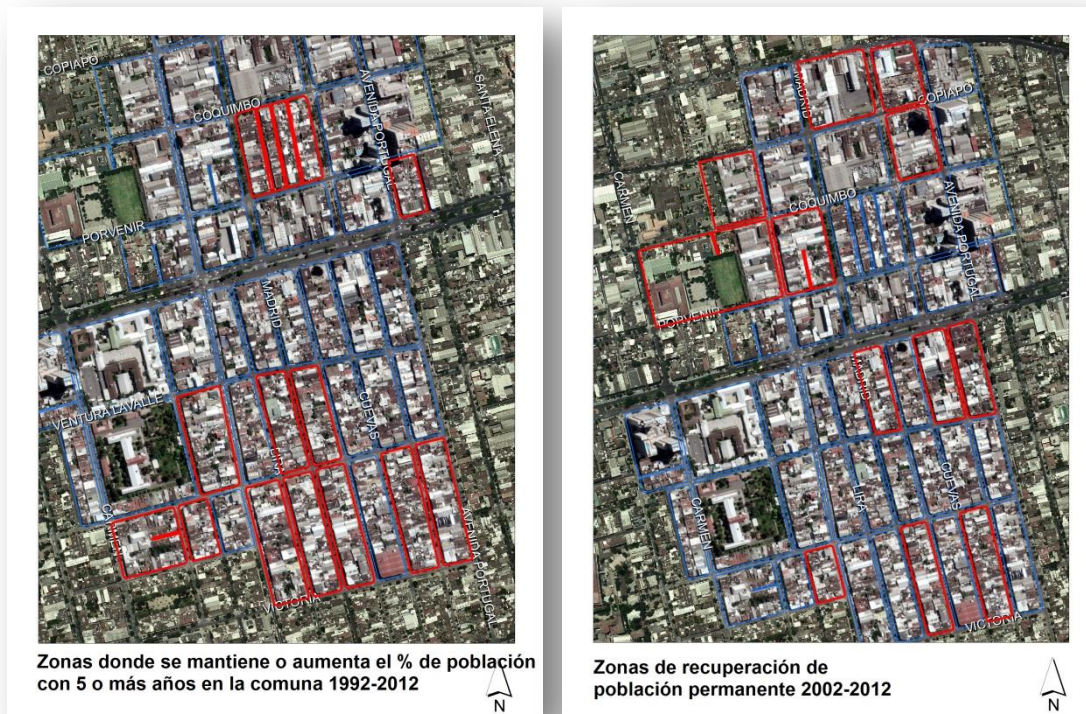 COPIAPO
COQUIMBO
AVENIDA PORTUGAL
SANTA ELENA
PORVENIR
MADRID
VENTURA LAVALLE
CUEVAS
LIRA
CARMEN
VICTORIA
AVENIDA PORTUGAL
Zonas donde se mantiene o aumenta el % de población
con 5 o más años en la comuna 1992-2012
N
MADRID
COPIAPO
CARMEN
COQUIMBO
AVENIDA PORTUGAL
PORVENIR
MADRID
CUEVAS
LIRA
CARMEN
VICTORIA
Zonas de recuperación de
población permanente 2002-2012
N